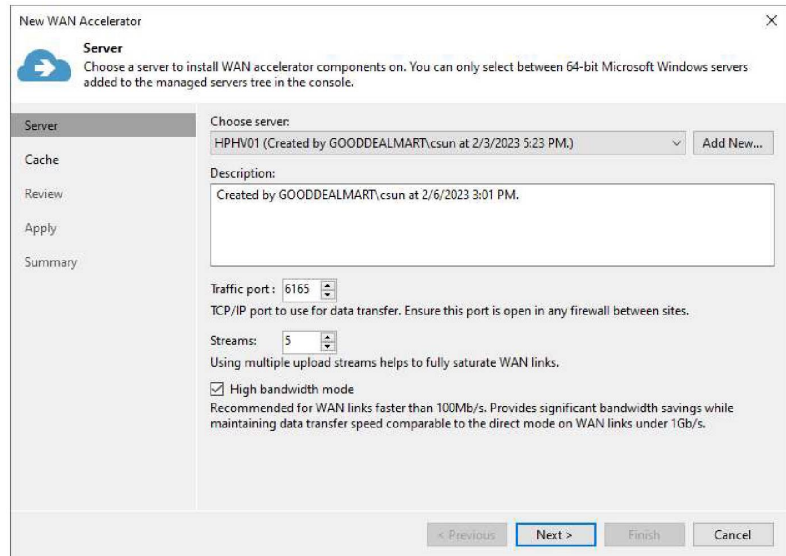 New WAN Accelerator
Server
Choose a server to install WAN accelerator components on. You can only select between 64-bit Microsoft Windows servers
added to the managed servers tree in the console.
Server
Cache
Review
Apply
Summary
Choose server:
HPHV01 (Created by GOODDEALMART\csun at 2/3/2023 5:23 PM.)
Add New...
Description:
Created by GOODDEALMART\csun at 2/6/2023 3:01 PM.
Traffic port : 6165
TCP/IP port to use for data transfer. Ensure this port is open in any firewall between sites.
Streams: 5
Using multiple upload streams helps to fully saturate WAN links.
High bandwidth mode
Recommended for WAN links faster than 100Mb/s. Provides significant bandwidth savings while
maintaining data transfer speed comparable to the direct mode on WAN links under 1Gb/s.
< Previous
Next >
Finish
Cancel